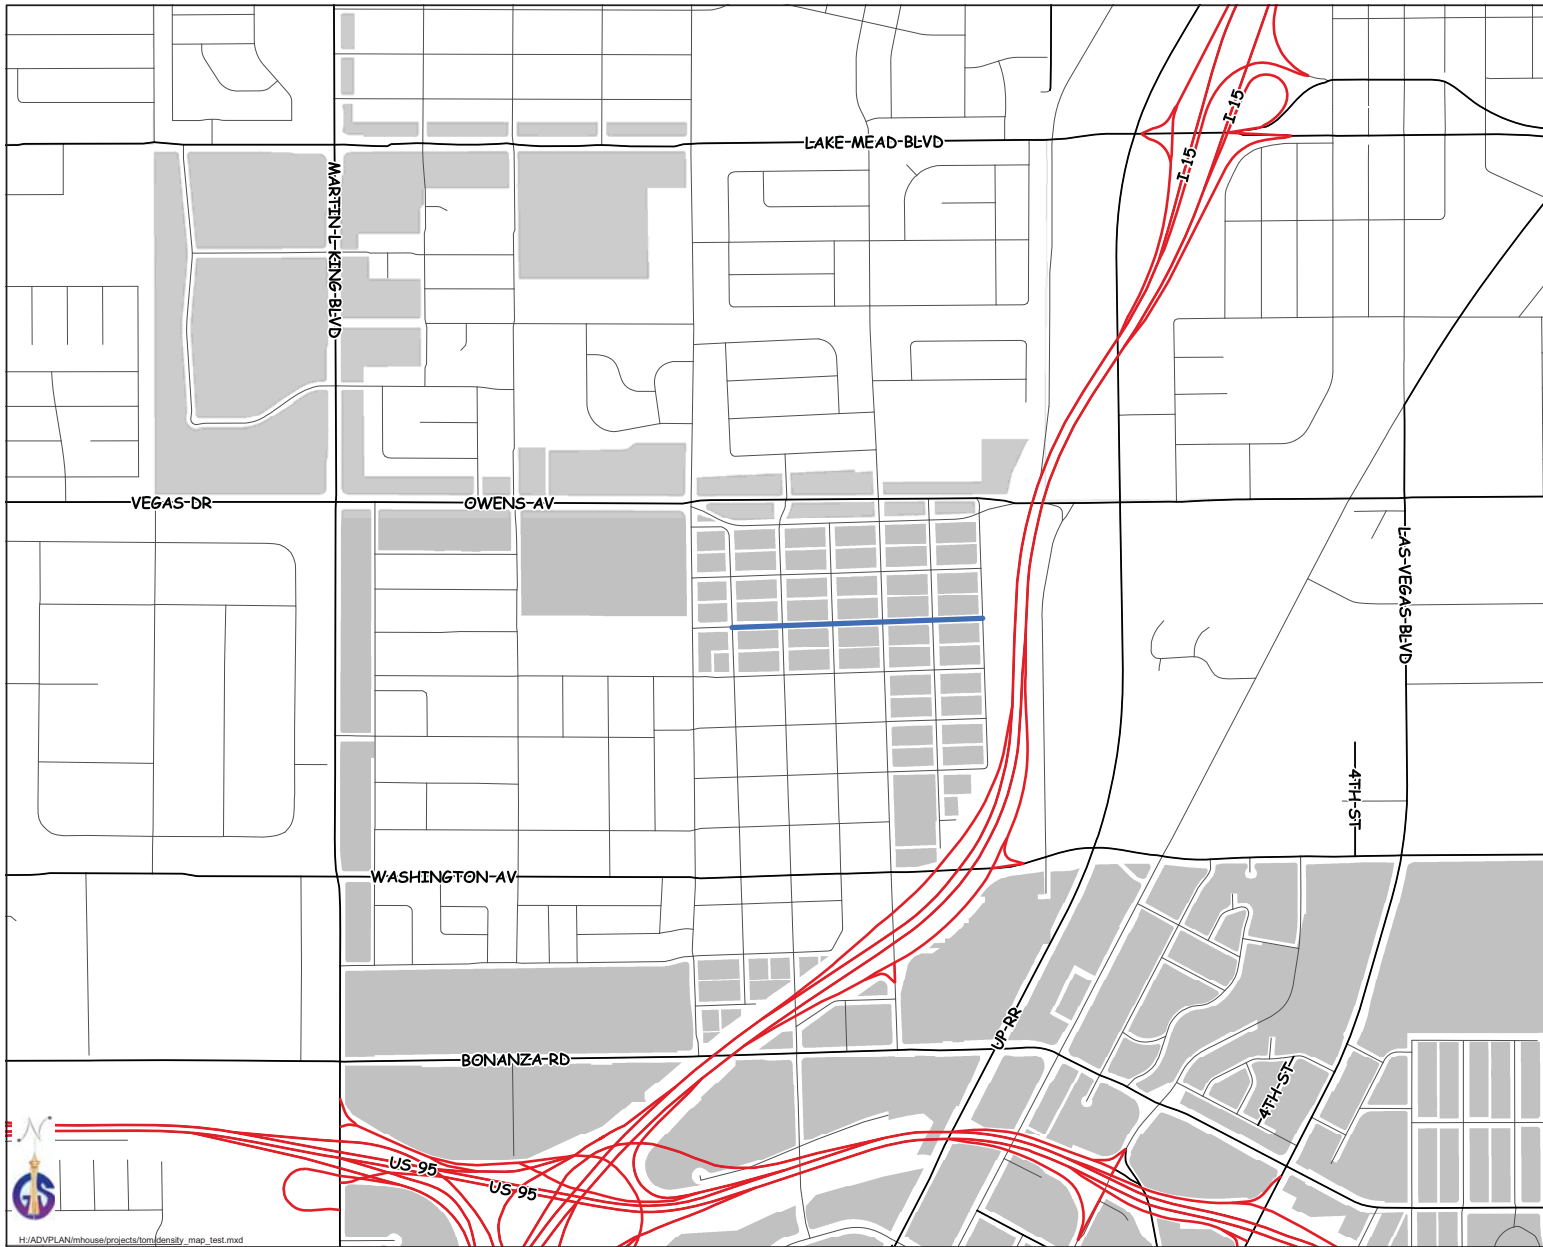 I-15
I-15
LAKE-MEAD-BLVD
MARTIN-L-KING-BLVD
VEGAS-DR
OWENS-AV
LAS-VEGAS-BLVD
4TH-ST
WASHINGTON-AV
UP-RR
BONANZA-RD
4TH-ST
N
US 95
US 95
GIS
H:/ADVPLAN/mhouse/projects/tom/density_map_test.mxd